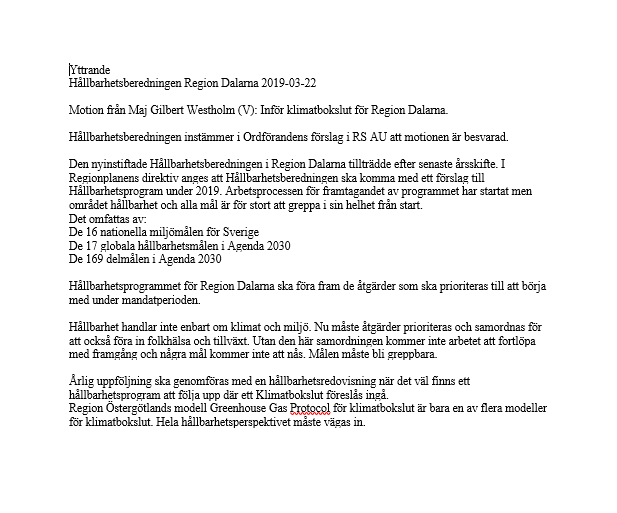 Yttrande
Hållbarhetsberedningen Region Dalarna 2019-03-22
Motion från Maj Gilbert Westholm (V): Inför klimatbokslut för Region Dalarna.
Hållbarhetsberedningen instämmer i Ordförandens förslag i RS AU att motionen är besvarad.
Den nyinstiftade Hållbarhetsberedningen i Region Dalarna tillträdde efter senaste årsskifte. I
Regionplanens direktiv anges att Hållbarhetsberedningen ska komma med ett förslag till
Hållbarhetsprogram under 2019. Arbetsprocessen för framtagandet av programmet har startat men
området hållbarhet och alla mål är för stort att greppa i sin helhet från start.
Det omfattas av:
De 16 nationella miljömålen för Sverige
De 17 globala hållbarhetsmålen i Agenda 2030
De 169 delmålen i Agenda 2030
Hållbarhetsprogrammet för Region Dalarna ska föra fram de åtgärder som ska prioriteras till att börja
med under mandatperioden.
Hållbarhet handlar inte enbart om klimat och miljö. Nu måste åtgärder prioriteras och samordnas för
att också föra in folkhälsa och tillväxt. Utan den här samordningen kommer inte arbetet att fortlöpa
med framgång och några mål kommer inte att nås. Målen måste bli greppbara.
Årlig uppföljning ska genomföras med en hållbarhetsredovisning när det väl finns ett
hållbarhetsprogram att följa upp där ett Klimatbokslut föreslås ingå.
Region Östergötlands modell Greenhouse Gas Protocol för klimatbokslut är bara en av flera modeller
för klimatbokslut. Hela hållbarhetsperspektivet måste vägas in.